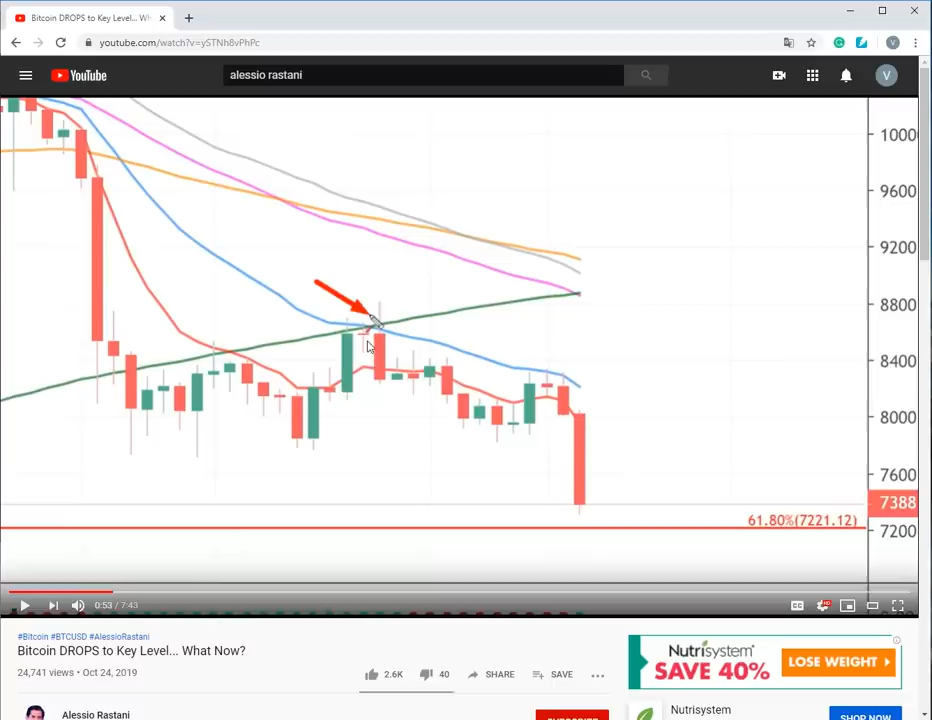 Bitcoin DROPS to Key Level... Wh
youtube.com/watch?v=ySTNh8vPhPc
YouTube
alessio rastani
V
10000
9600
9200
8800
8400
8000
7600
7388
61.80%(7221.12)
7200
0:53 / 7:43
CC
HD
#Bitcoin #BTCUSD #AlessioRastani
Bitcoin DROPS to Key Level... What Now?
24,741 views • Oct 24, 2019
2.6K
40
SHARE
SAVE
Nutrisystem
SAVE 40%
LOSE WEIGHT
Alessio Rastani
SUBSCRIBE
Nutrisystem
SHOP NOW